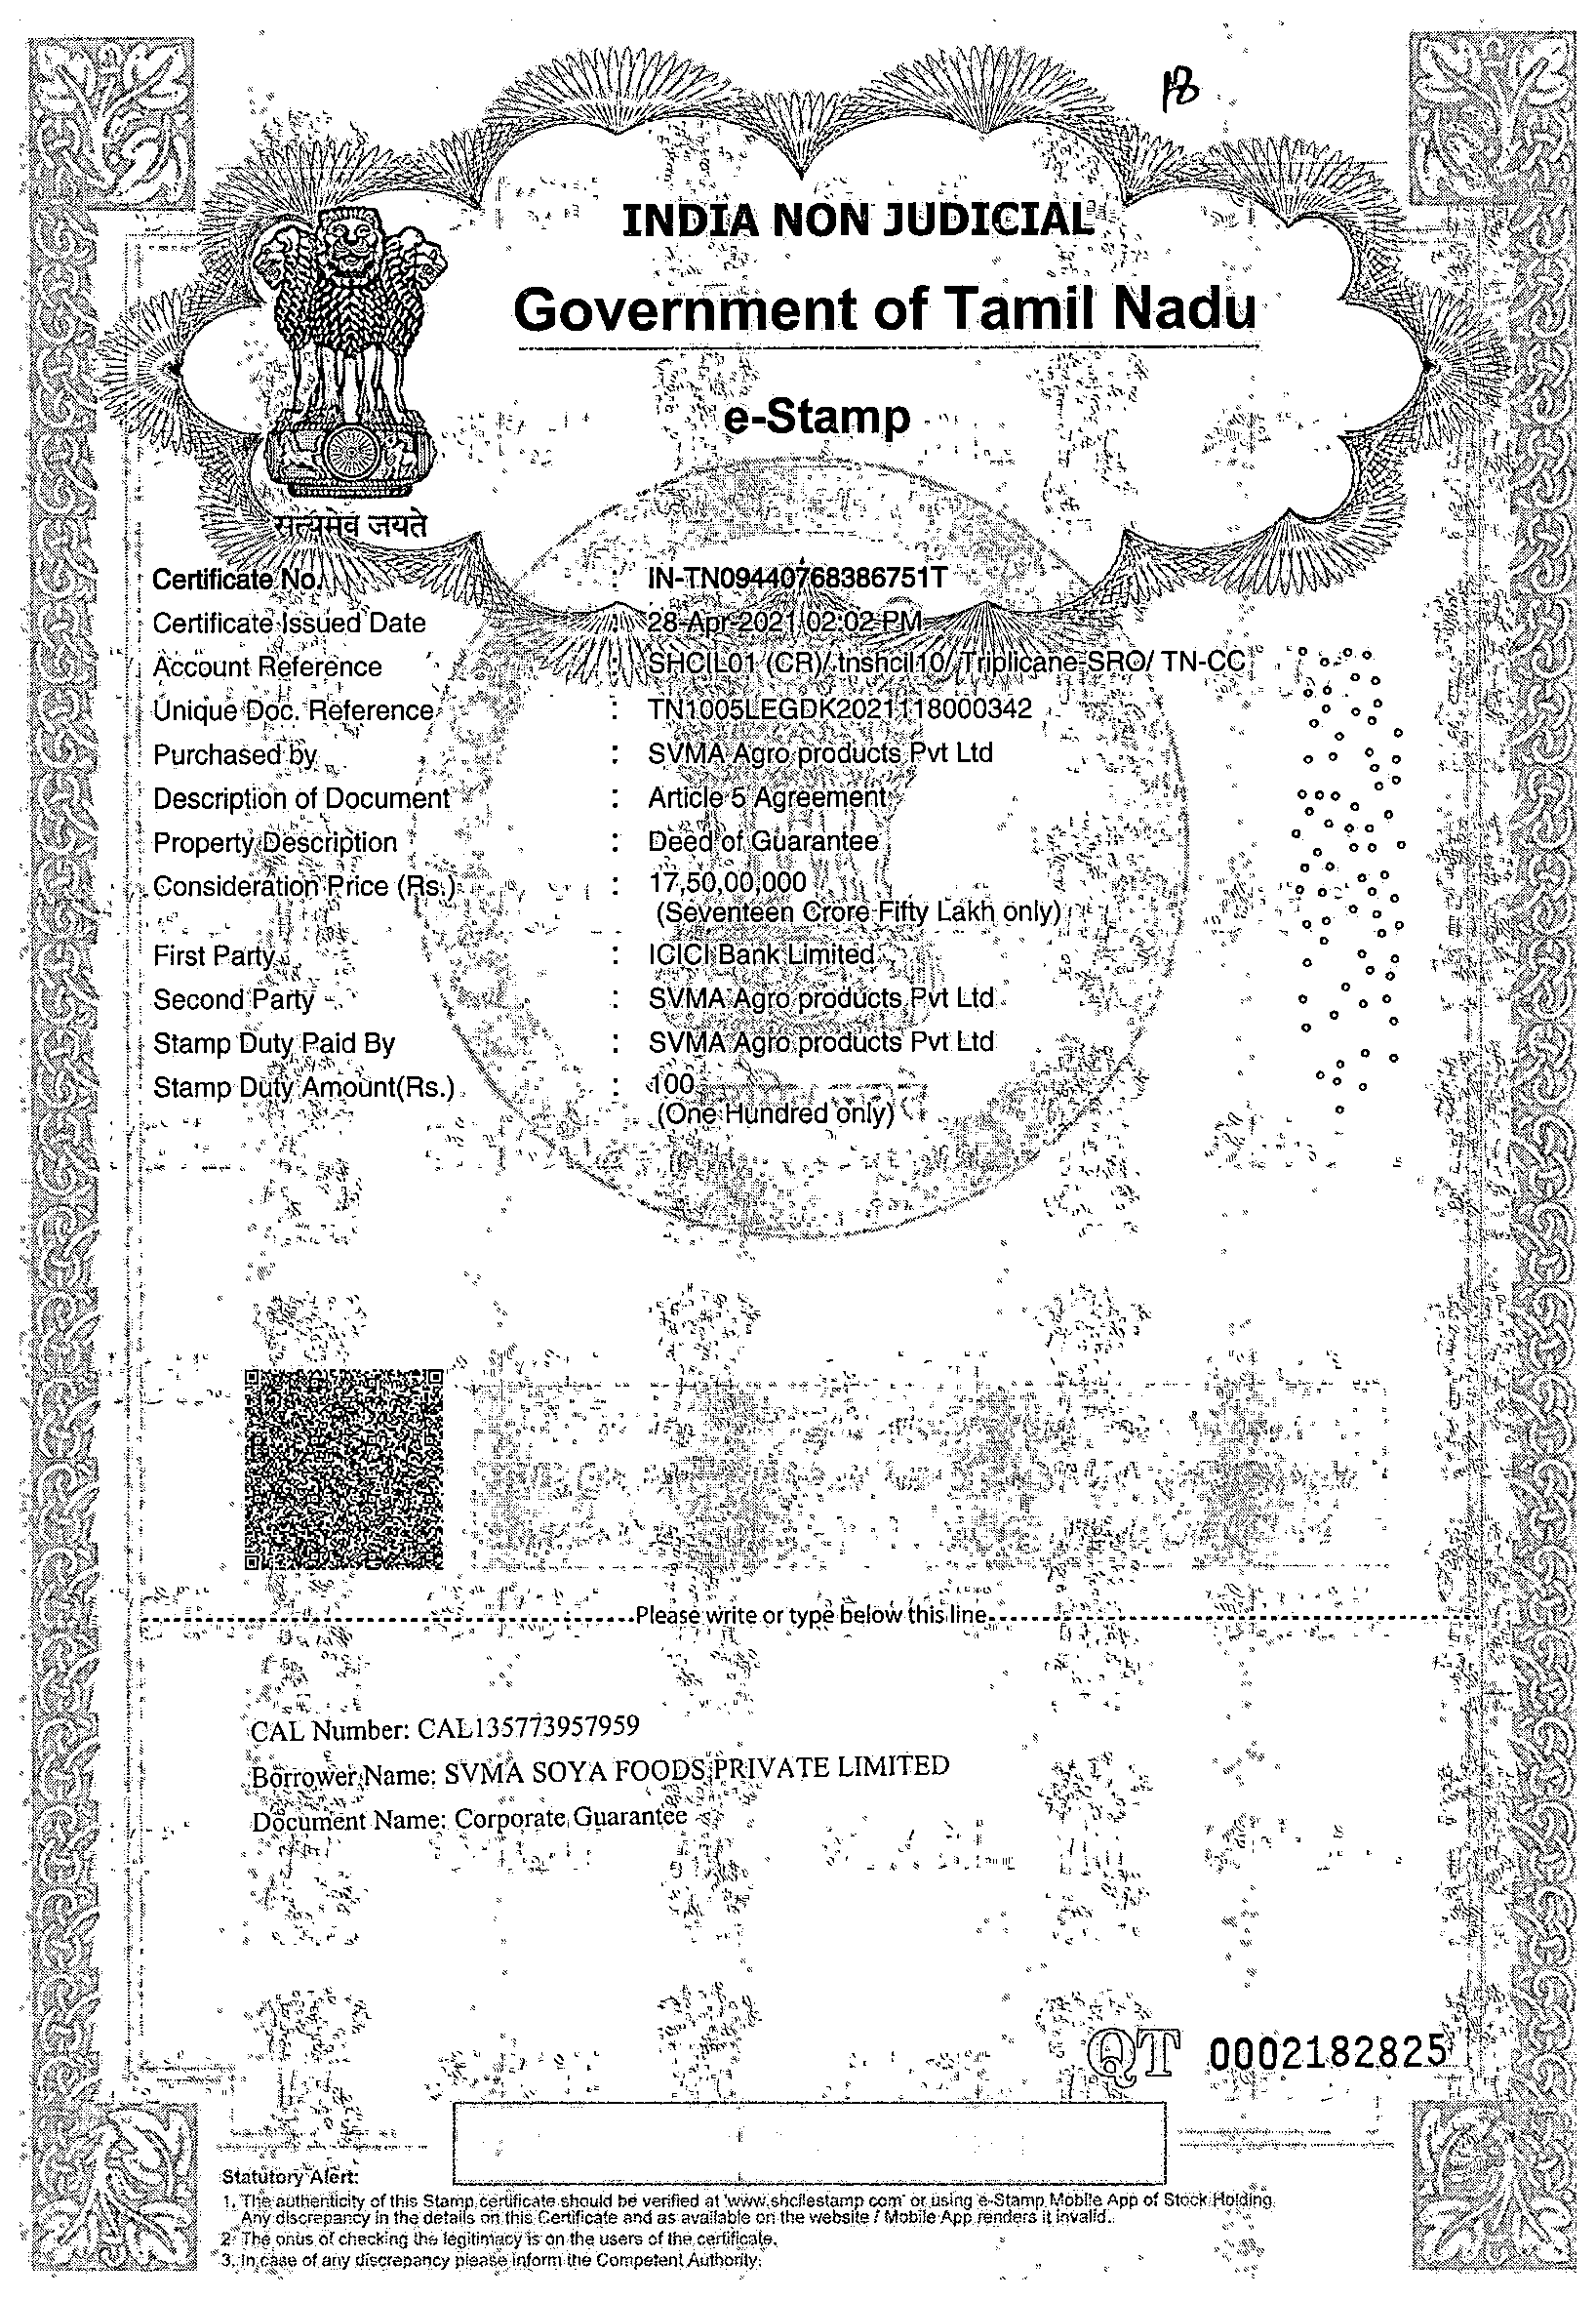 18
INDIA NON JUDICIAL
Government of Tamil Nadu
e-Stamp
सत्यमेव जयते
Certificate No. : IN-TN09440768386751T
Certificate Issued Date : 28-Apr-2021 02:02 PM
Account Reference : SHCIL01 (CR)/ tnshcil10/ Triplicane SRO/ TN-CC
Unique Doc. Reference : TN1005LEGDK2021118000342
Purchased by : SVMA Agro products Pvt Ltd
Description of Document : Article 5 Agreement
Property Description : Deed of Guarantee
Consideration Price (Rs.) : 17,50,00,000
(Seventeen Crore Fifty Lakh only)
First Party : ICICI Bank Limited
Second Party : SVMA Agro products Pvt Ltd
Stamp Duty Paid By : SVMA Agro products Pvt Ltd
Stamp Duty Amount(Rs.) : 100
(One Hundred only)
Please write or type below this line
CAL Number: CAL135773957959
Borrower Name: SVMA SOYA FOODS PRIVATE LIMITED
Document Name: Corporate Guarantee
QT 0002182825
Statutory Alert:
1. The authenticity of this Stamp certificate should be verified at 'www.shcilestamp.com' or using e-Stamp Mobile App of Stock Holding.
Any discrepancy in the details on this Certificate and as available on the website / Mobile App renders it invalid.
2. The onus of checking the legitimacy is on the users of the certificate.
3. In case of any discrepancy please inform the Competent Authority.